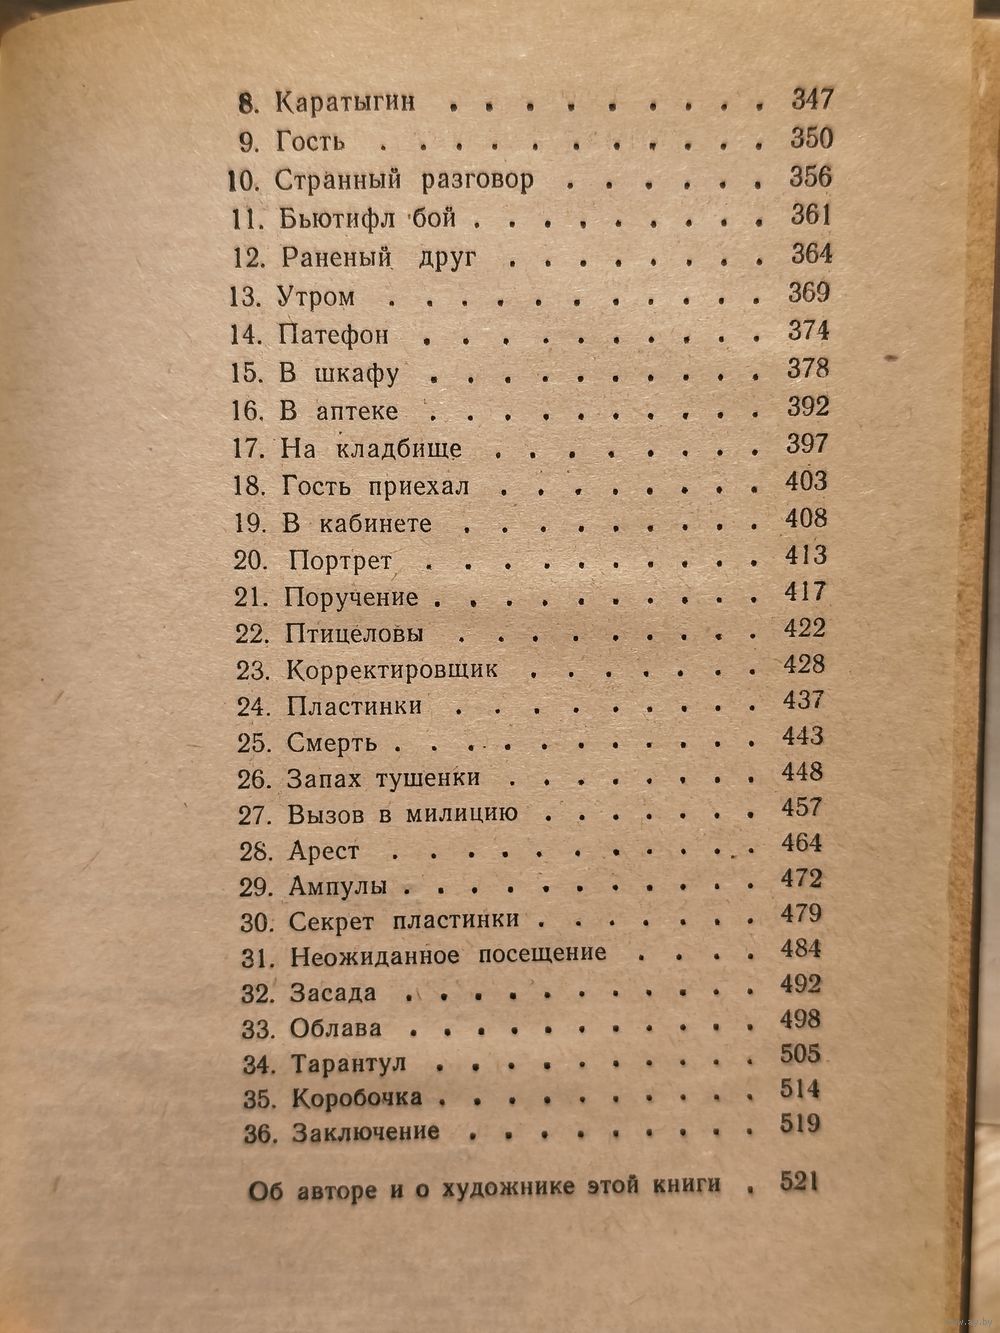 8. Каратыгин . . . . . . . . . 347
9. Гость . . . . . . . . . . . 350
10. Странный разговор . . . . . . 356
11. Бьютифл бой . . . . . . . . . 361
12. Раненый друг . . . . . . . . 364
13. Утром . . . . . . . . . . . 369
14. Патефон . . . . . . . . . . 374
15. В шкафу . . . . . . . . . . 378
16. В аптеке . . . . . . . . . . 392
17. На кладбище . . . . . . . . 397
18. Гость приехал . . . . . . . . 403
19. В кабинете . . . . . . . . . 408
20. Портрет . . . . . . . . . . 413
21. Поручение . . . . . . . . . . 417
22. Птицеловы . . . . . . . . . 422
23. Корректировщик . . . . . . . 428
24. Пластинки . . . . . . . . . 437
25. Смерть . . . . . . . . . . . 443
26. Запах тушенки . . . . . . . 448
27. Вызов в милицию . . . . . . . 457
28. Арест . . . . . . . . . . . 464
29. Ампулы . . . . . . . . . . . 472
30. Секрет пластинки . . . . . . . 479
31. Неожиданное посещение . . . . 484
32. Засада . . . . . . . . . . . 492
33. Облава . . . . . . . . . . . 498
34. Тарантул . . . . . . . . . . 505
35. Коробочка . . . . . . . . . . 514
36. Заключение . . . . . . . . . 519
Об авторе и о художнике этой книги . 521